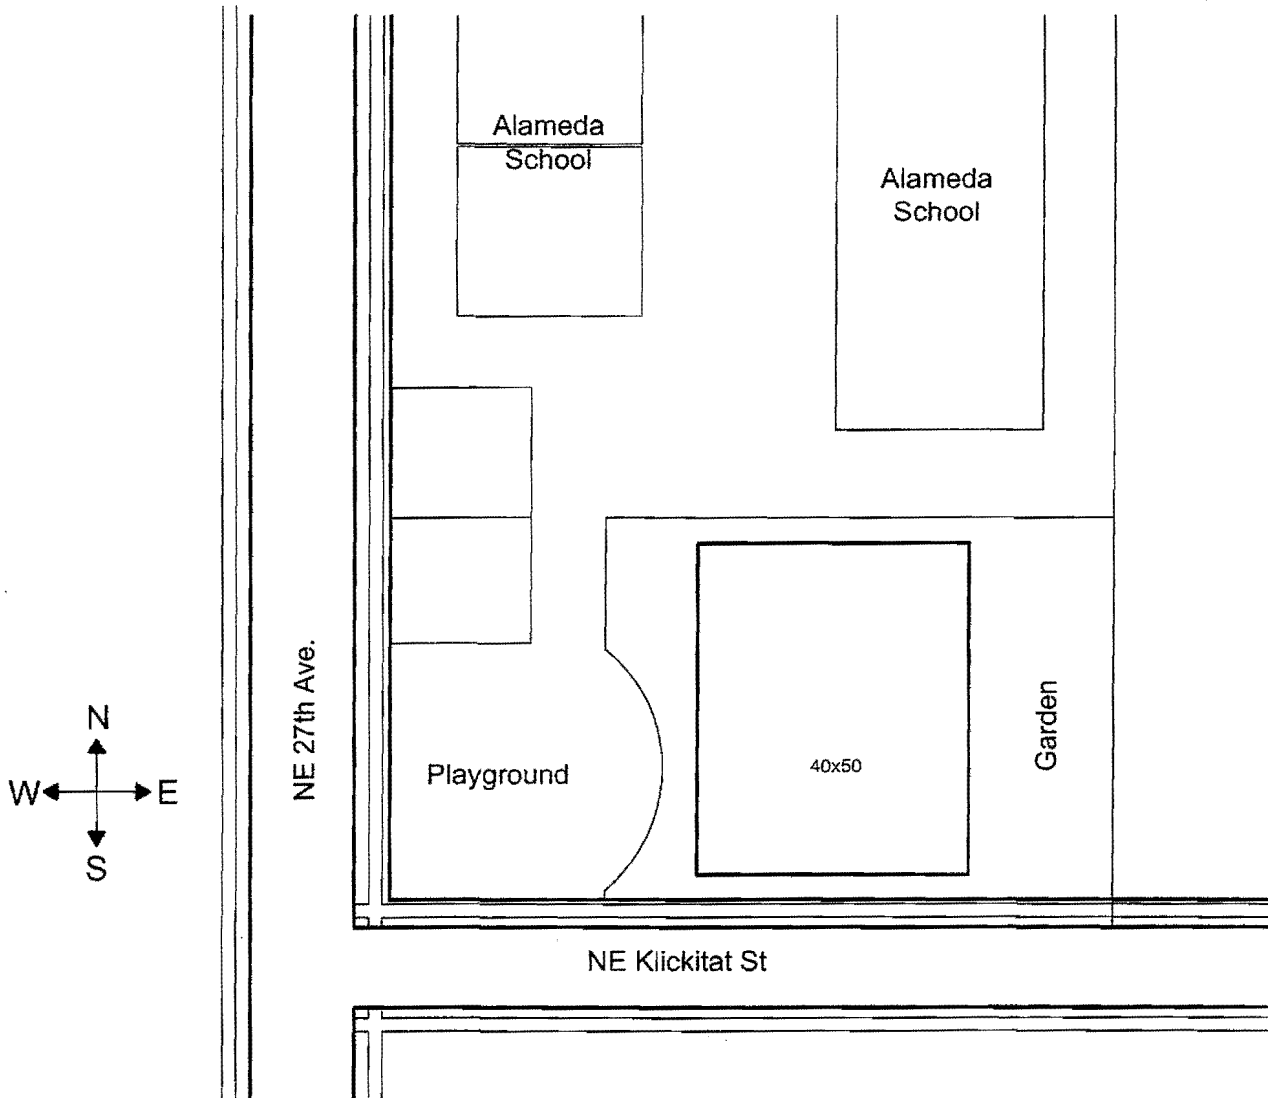 Alameda
School
Alameda
School
NE 27th Ave.
N
W
E
S
Playground
40x50
Garden
NE Klickitat St